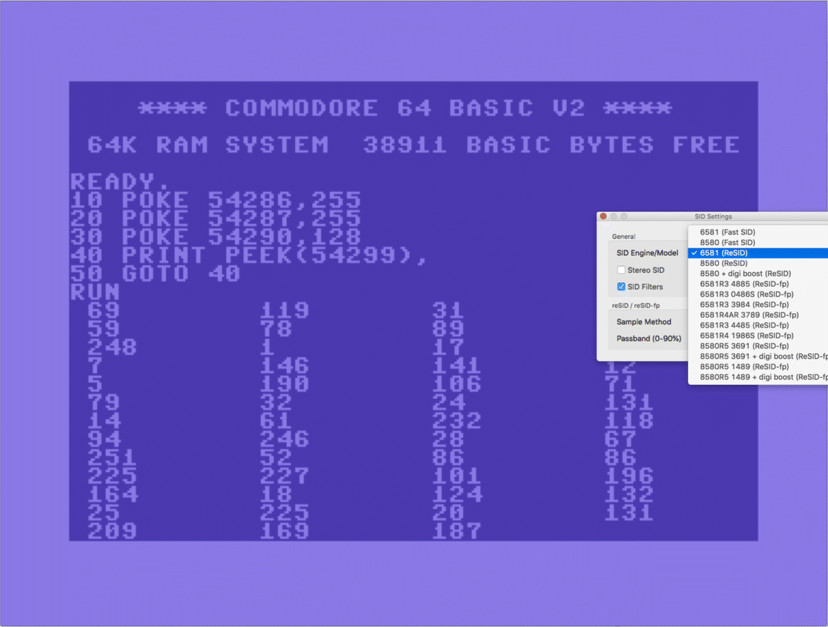 **** COMMODORE 64 BASIC V2 ****
64K RAM SYSTEM  38911 BASIC BYTES FREE
READY.
10 POKE 54286,255
20 POKE 54287,255
30 POKE 54290,128
40 PRINT PEEK(54299),
50 GOTO 40
RUN
69 119 31
59 78 89
248 1 17
7 146 141 12
5 190 106 71
79 32 24 131
14 61 232 118
94 246 28 67
251 52 86 86
225 227 101 196
164 18 124 132
25 225 20 131
209 169 187
SID Settings
General
SID Engine/Model
Stereo SID
SID Filters
reSID / reSID-fp
Sample Method
Passband (0-90%)
6581 (Fast SID)
8580 (Fast SID)
✓ 6581 (ReSID)
8580 (ReSID)
8580 + digi boost (ReSID)
6581R3 4885 (ReSID-fp)
6581R3 0486S (ReSID-fp)
6581R3 3984 (ReSID-fp)
6581R4AR 3789 (ReSID-fp)
6581R3 4485 (ReSID-fp)
6581R4 1986S (ReSID-fp)
8580R5 3691 (ReSID-fp)
8580R5 3691 + digi boost (ReSID-fp
8580R5 1489 (ReSID-fp)
8580R5 1489 + digi boost (ReSID-fp